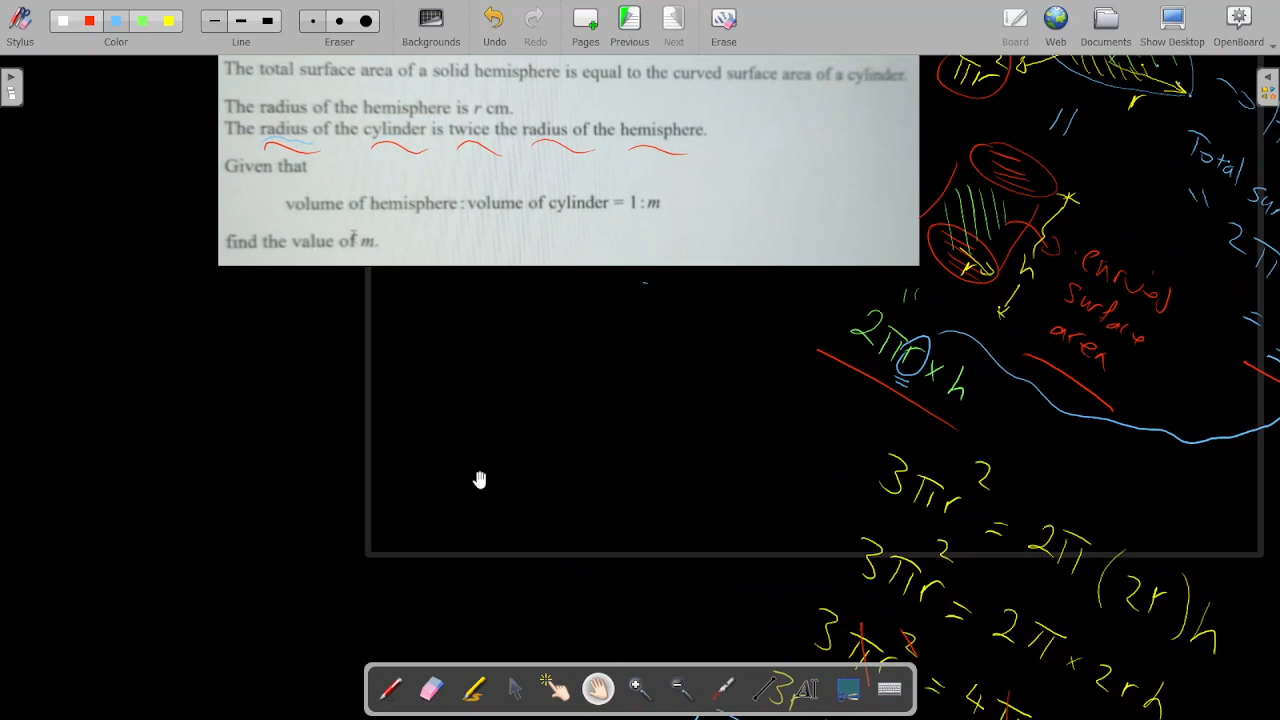 Stylus
Color
Line
Eraser
Backgrounds
Undo
Redo
Pages
Previous
Next
Erase
Board
Web
Documents
Show Desktop
OpenBoard
The total surface area of a solid hemisphere is equal to the curved surface area of a cylinder.
The radius of the hemisphere is r cm.
The radius of the cylinder is twice the radius of the hemisphere.
Given that
volume of hemisphere : volume of cylinder = 1 : m
find the value of m.
πr²
r
Total
r
h
curved
surface
area
2πr × h
3πr² = 2π(2r)h
3πr² = 2π × 2rh
3πr² = 4π
3r